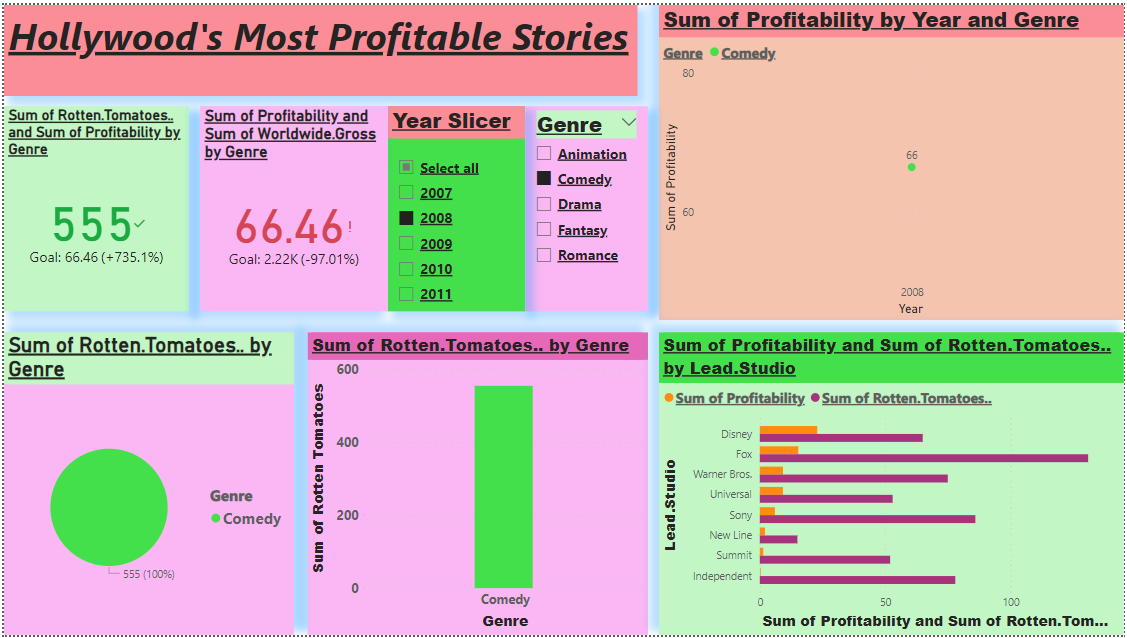 Hollywood's Most Profitable Stories
Sum of Rotten.Tomatoes..
and Sum of Profitability by
Genre
555
Goal: 66.46 (+735.1%)
Sum of Profitability and
Sum of Worldwide.Gross
by Genre
66.46!
Goal: 2.22K (-97.01%)
Year Slicer
Select all
2007
2008
2009
2010
2011
Genre
Animation
Comedy
Drama
Fantasy
Romance
Sum of Profitability by Year and Genre
Genre Comedy
Sum of Profitability
80
60
66
2008
Year
Sum of Rotten.Tomatoes.. by
Genre
Genre
Comedy
555 (100%)
Sum of Rotten.Tomatoes.. by Genre
Sum of Rotten Tomatoes
600
400
200
0
Comedy
Genre
Sum of Profitability and Sum of Rotten.Tomatoes..
by Lead.Studio
Sum of Profitability Sum of Rotten.Tomatoes..
Lead.Studio
Disney
Fox
Warner Bros.
Universal
Sony
New Line
Summit
Independent
0 50 100
Sum of Profitability and Sum of Rotten.Tom...